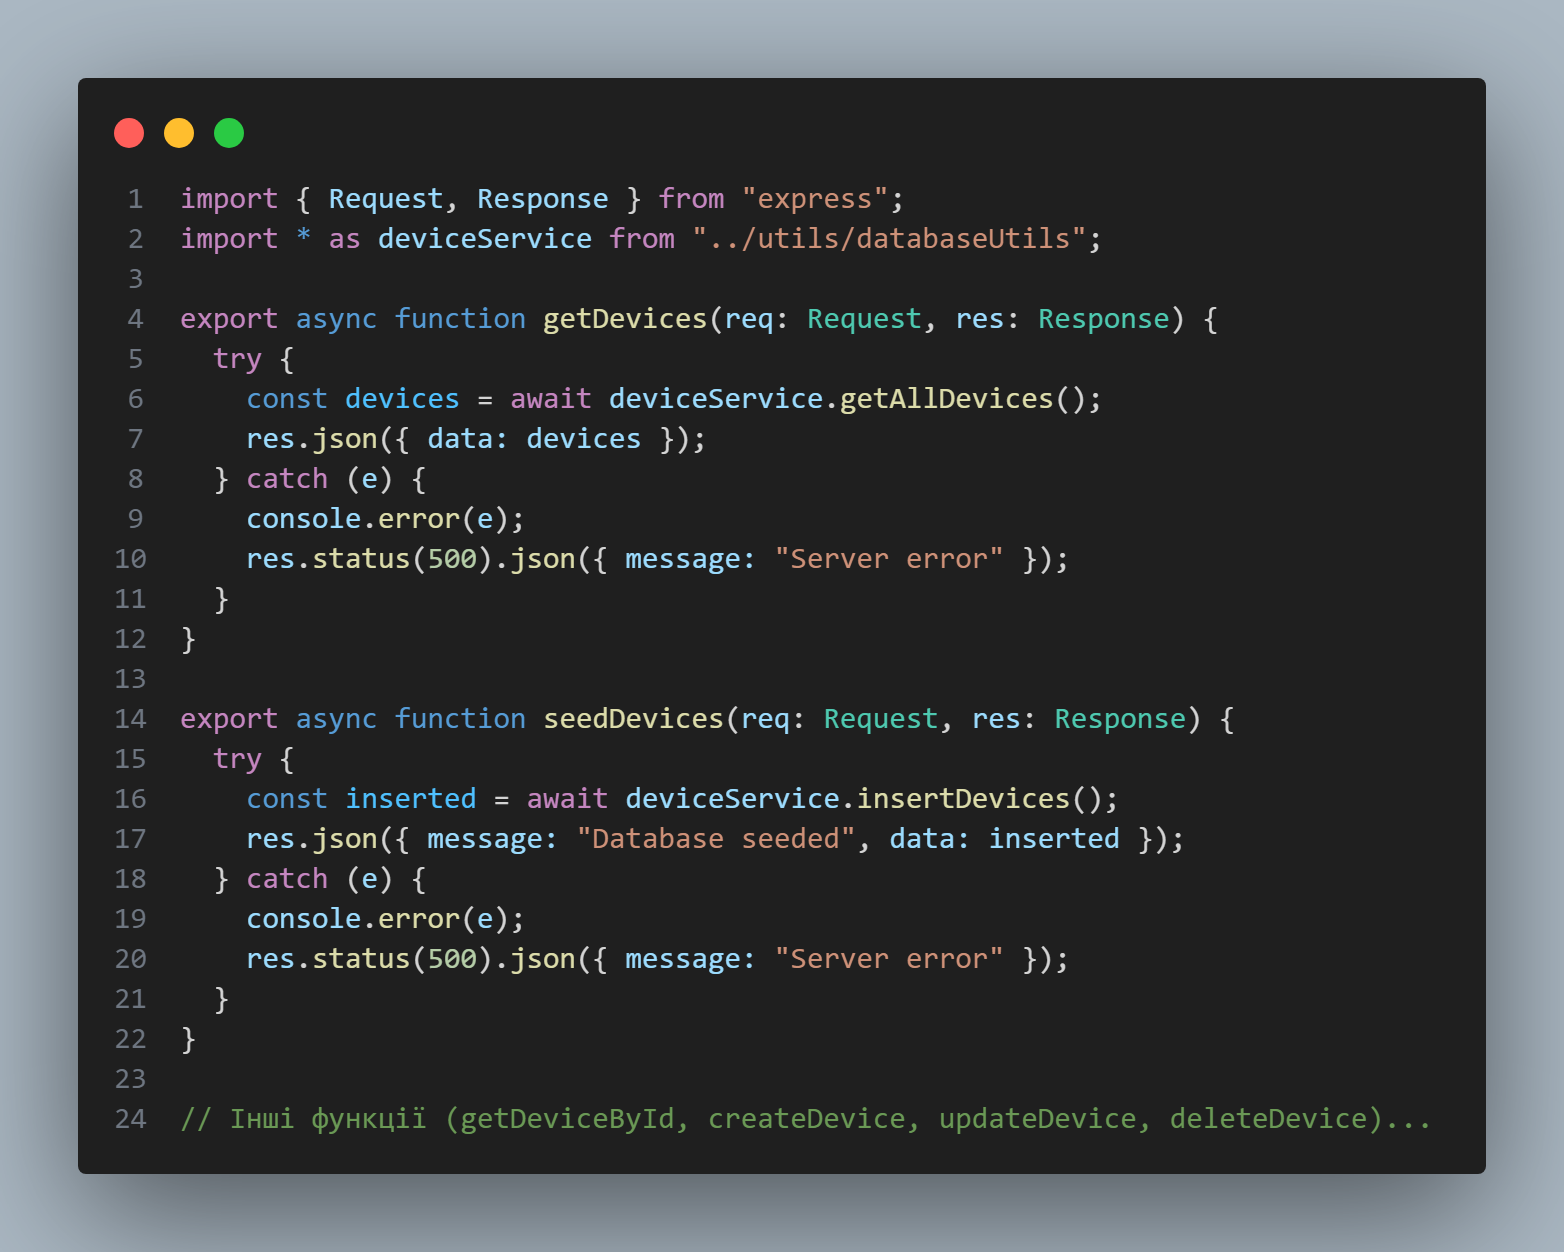 1 import { Request, Response } from "express";
2 import * as deviceService from "../utils/databaseUtils";
3
4 export async function getDevices(req: Request, res: Response) {
5   try {
6     const devices = await deviceService.getAllDevices();
7     res.json({ data: devices });
8   } catch (e) {
9     console.error(e);
10     res.status(500).json({ message: "Server error" });
11   }
12 }
13
14 export async function seedDevices(req: Request, res: Response) {
15   try {
16     const inserted = await deviceService.insertDevices();
17     res.json({ message: "Database seeded", data: inserted });
18   } catch (e) {
19     console.error(e);
20     res.status(500).json({ message: "Server error" });
21   }
22 }
23
24 // Інші функції (getDeviceById, createDevice, updateDevice, deleteDevice)...